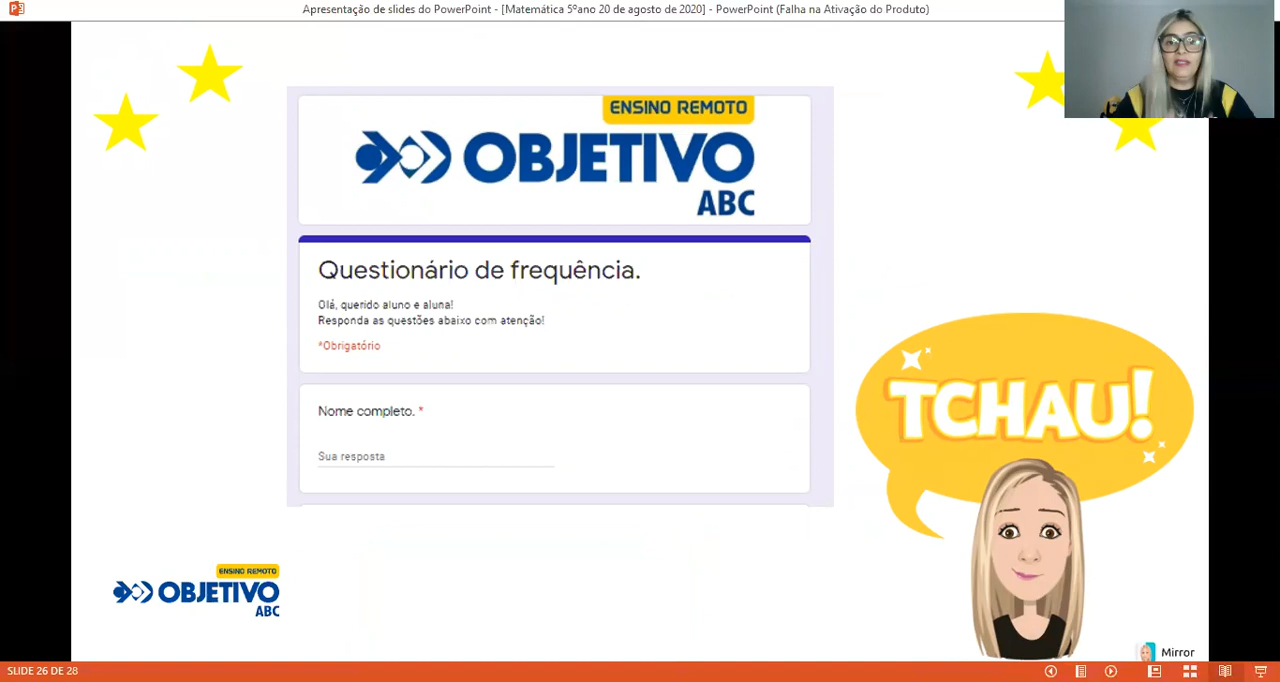 Apresentação de slides do PowerPoint - [Matemática 5ºano 20 de agosto de 2020] - PowerPoint (Falha na Ativação do Produto)
ENSINO REMOTO
OBJETIVO
ABC
Questionário de frequência.
Olá, querido aluno e aluna!
Responda as questões abaixo com atenção!
*Obrigatório
Nome completo. *
Sua resposta
TCHAU!
ENSINO REMOTO
OBJETIVO
ABC
Mirror
SLIDE 26 DE 28